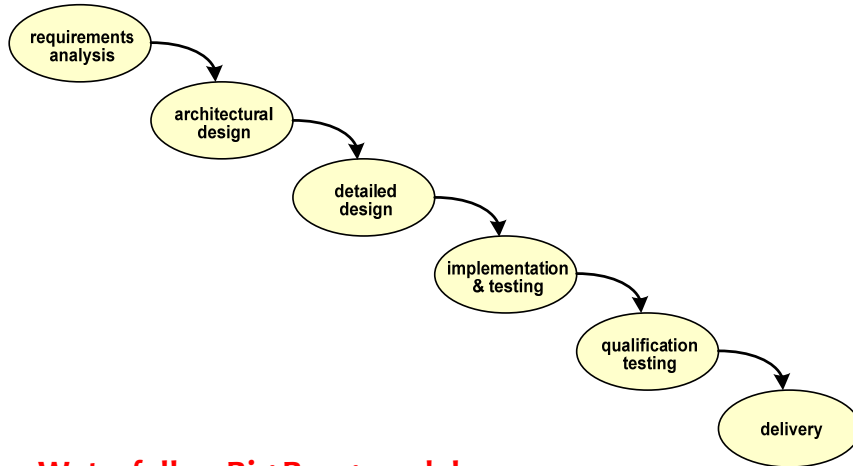 requirements
analysis
architectural
design
detailed
design
implementation
& testing
qualification
testing
delivery